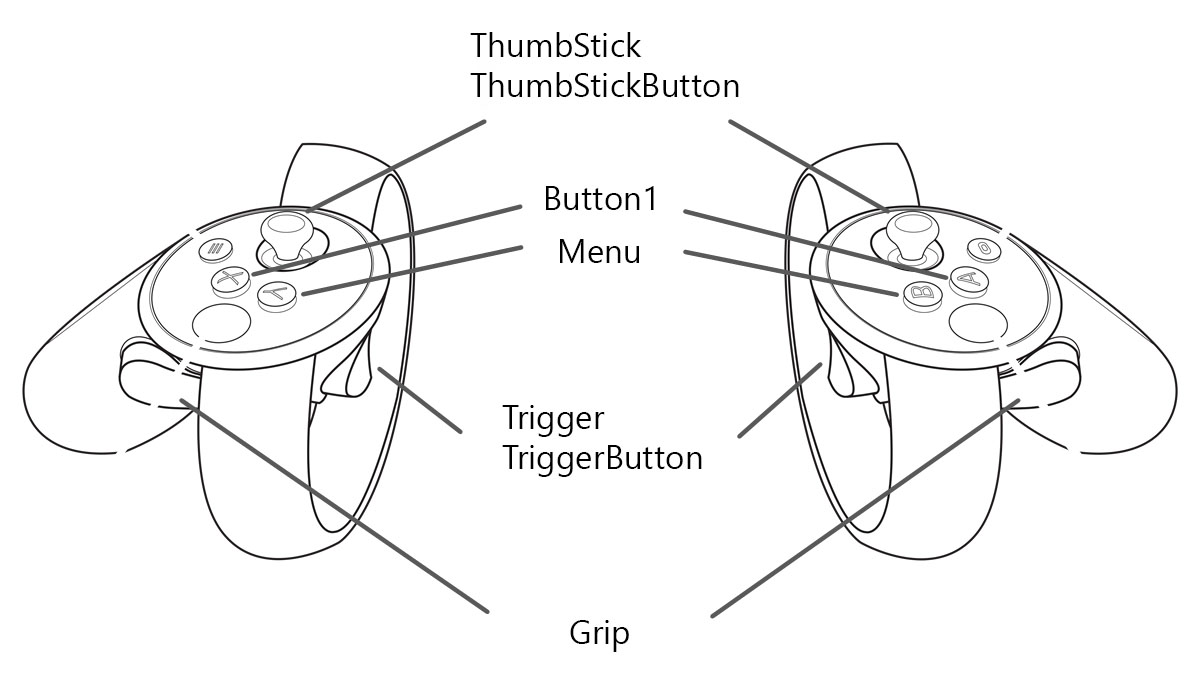 ThumbStick
ThumbStickButton
Button1
Menu
X
Y
B
A
Trigger
TriggerButton
Grip